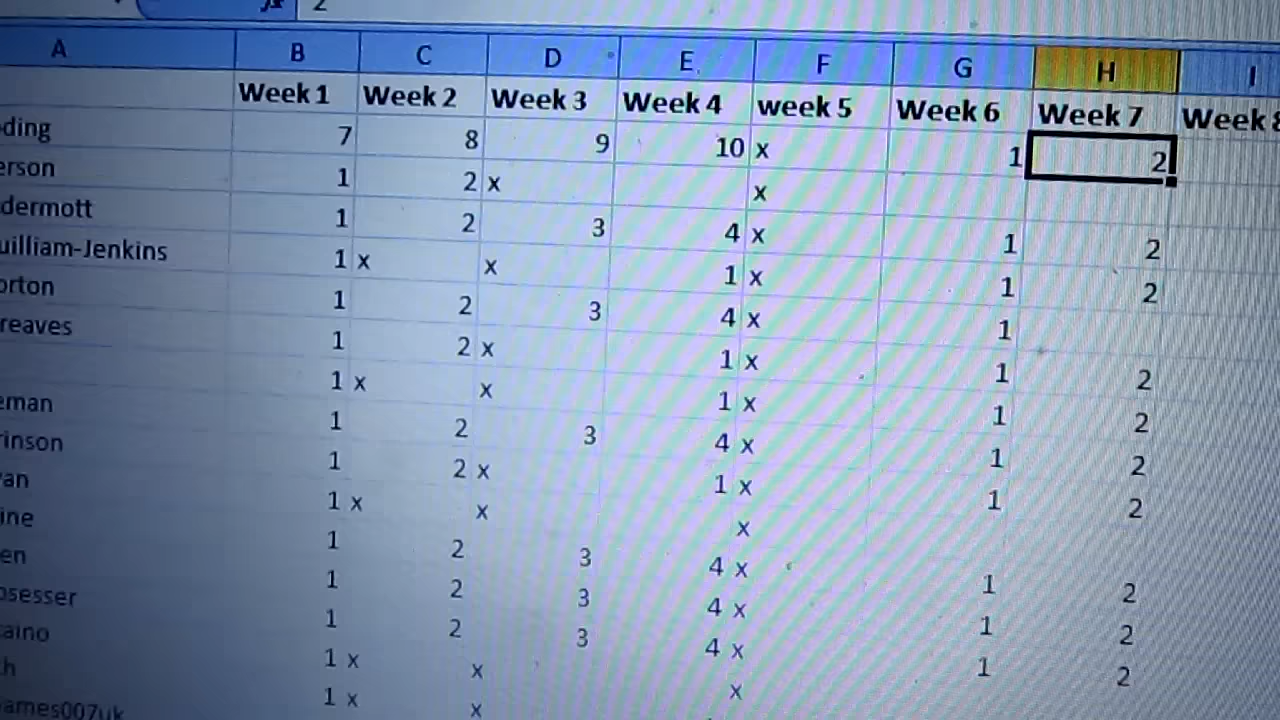 2
A B C D E F G H I
Week 1 Week 2 Week 3 Week 4 week 5 Week 6 Week 7 Week 8
ding 7 8 9 10 x 1 2
erson 1 2 x x
dermott 1 2 3 4 x 1 2
uilliam-Jenkins 1 x x 1 x 1 2
orton 1 2 3 4 x 1
reaves 1 2 x 1 x 1 2
1 x x 1 x 1 2
eman 1 2 3 4 x 1 2
rinson 1 2 x 1 x 1 2
an 1 x x x
ine 1 2 3 4 x 1 2
en 1 2 3 4 x 1 2
sesser 1 2 3 4 x 1 2
aino 1 x x x
h 1 x x
ames007uk